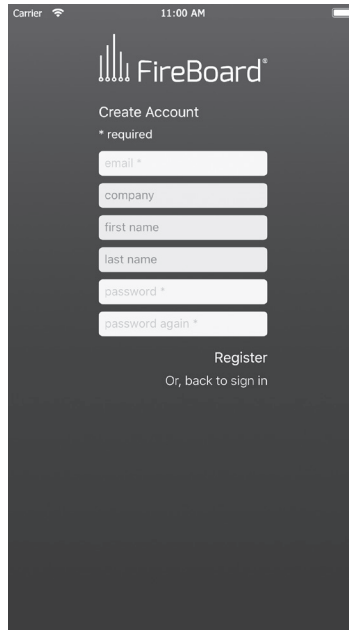 Carrier 11:00 AM
FireBoard®
Create Account
* required
email *
company
first name
last name
password *
password again *
Register
Or, back to sign in